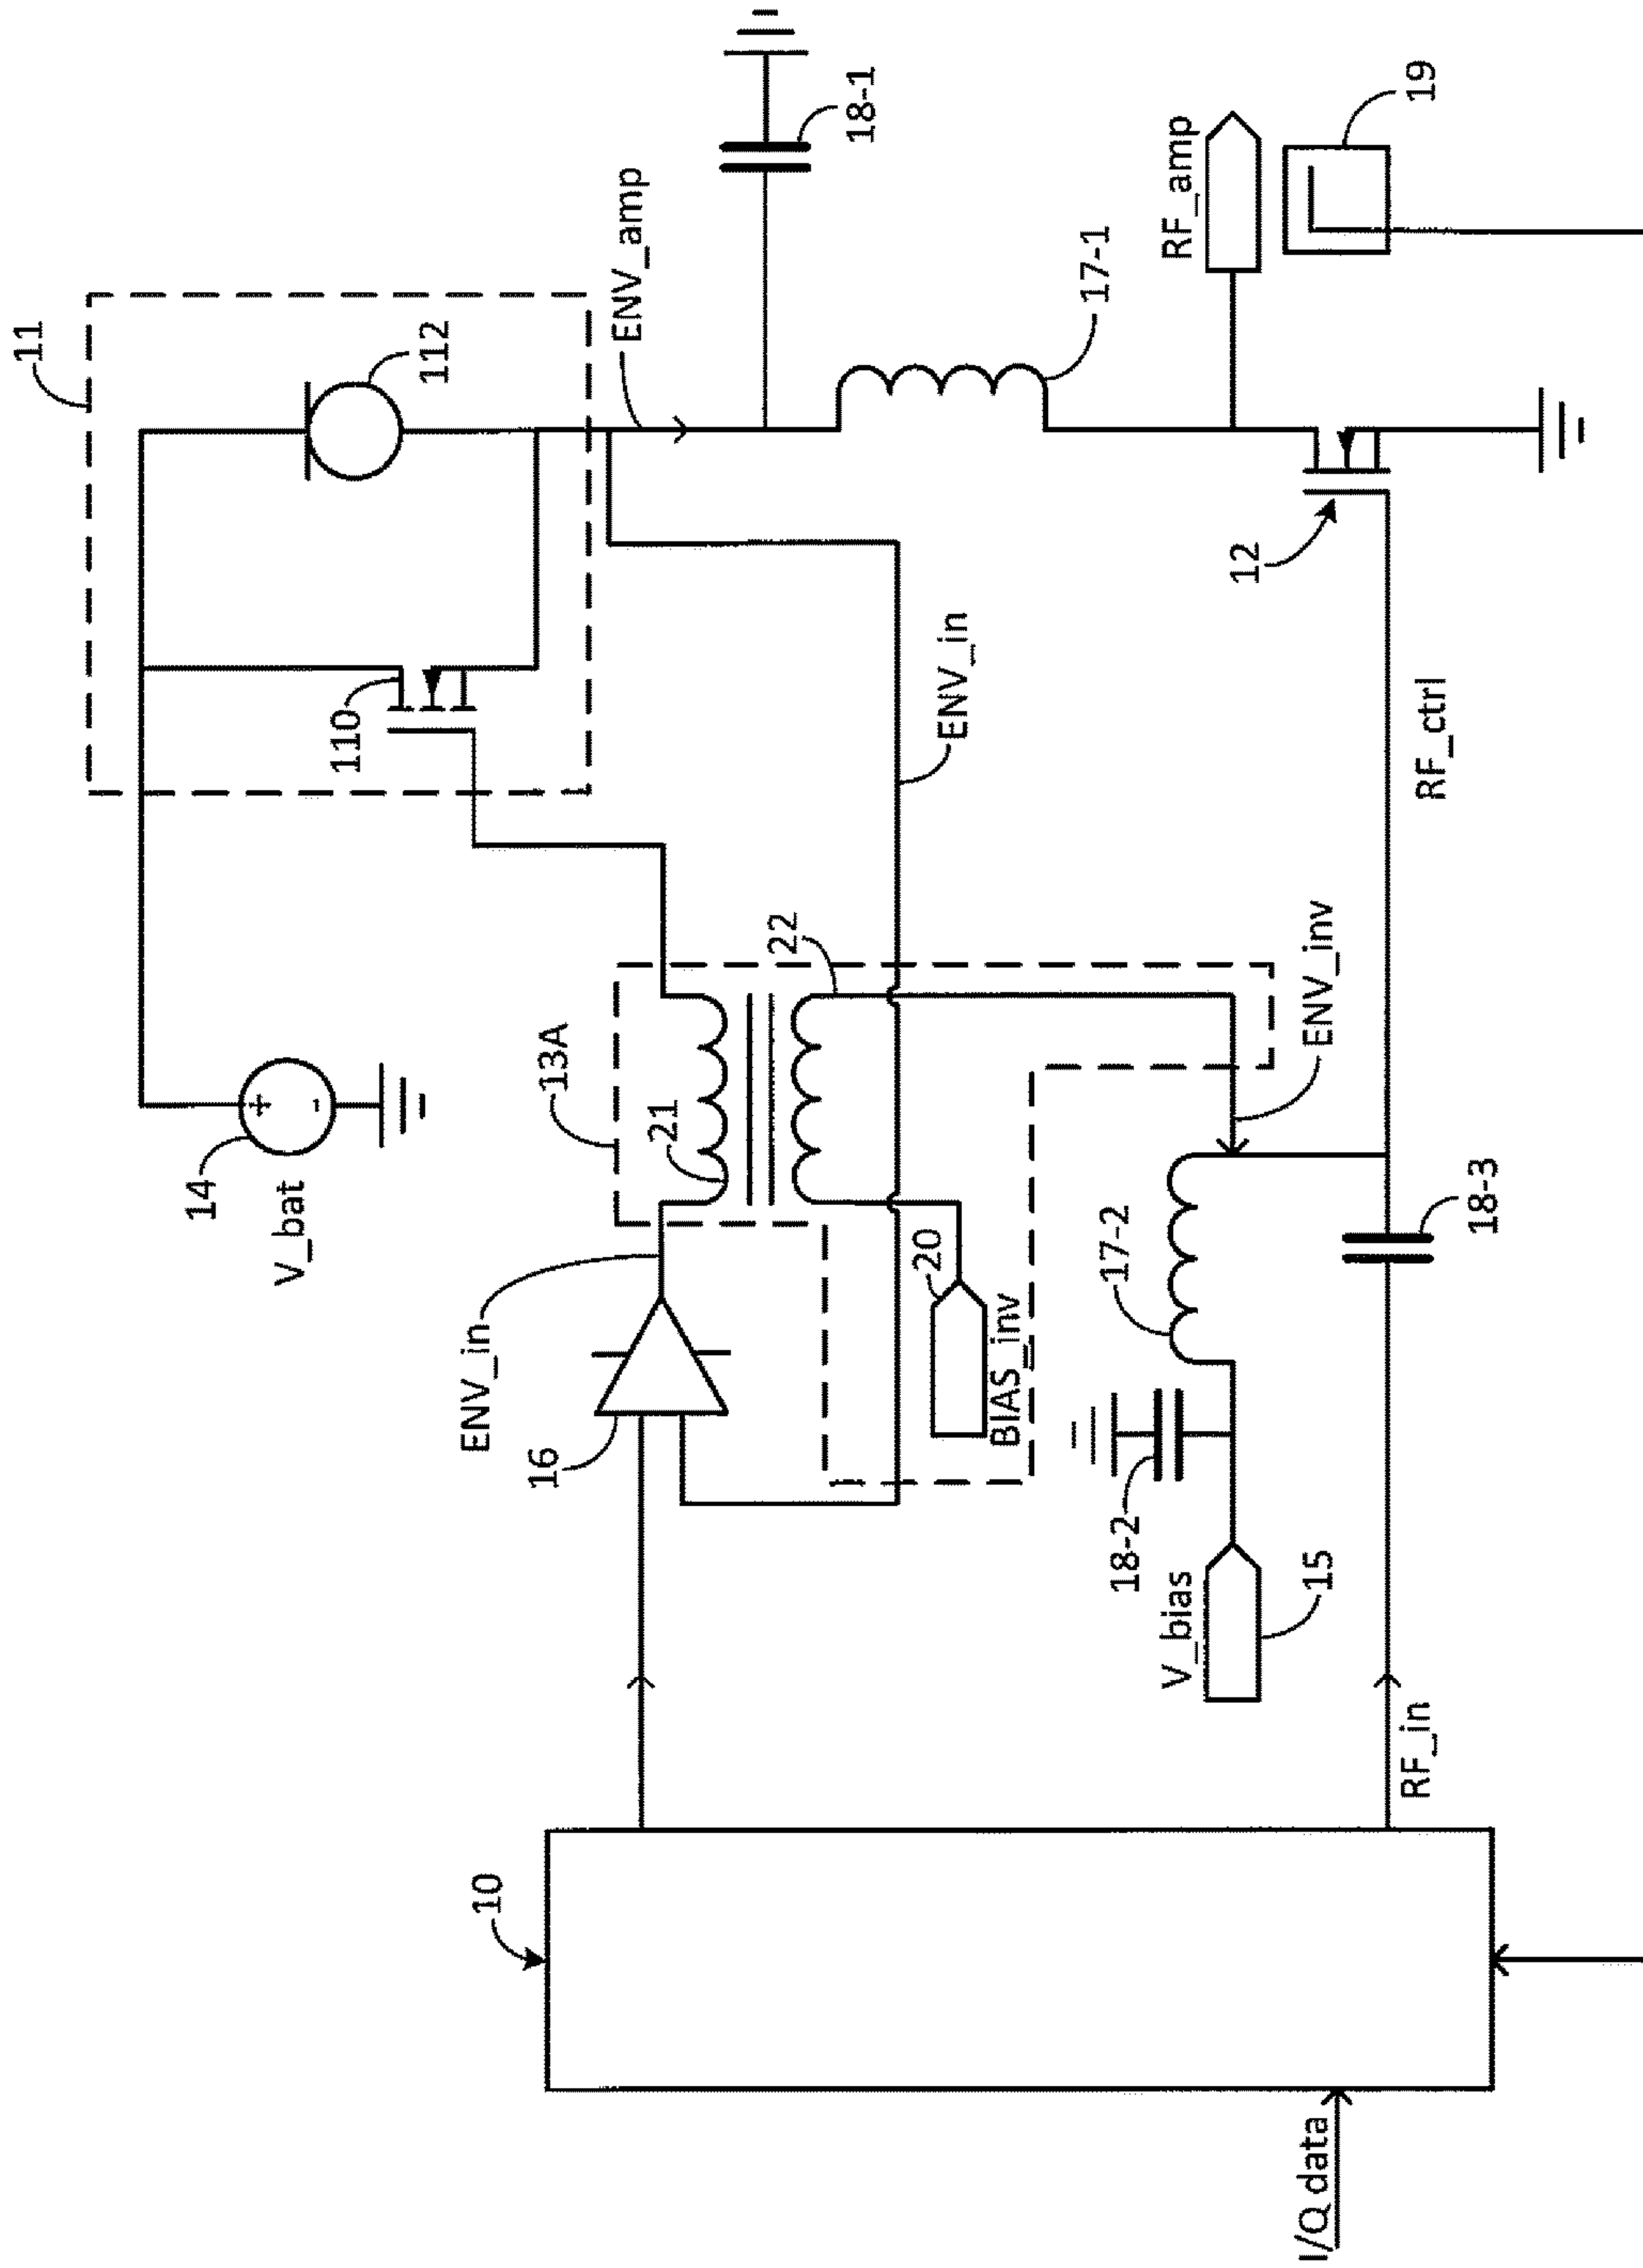 11
112
110
14
V_bat
ENV_amp
18-1
13A
21
22
ENV_in
16
20
BIAS_inv
ENV_in
17-1
RF_amp
19
12
RF_ctrl
ENV_inv
17-2
18-2
V_bias
15
18-3
RF_in
10
I/Q data
+
-